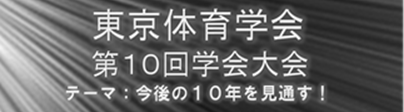 東京体育学会
第１０回学会大会
テーマ：今後の１０年を見通す！